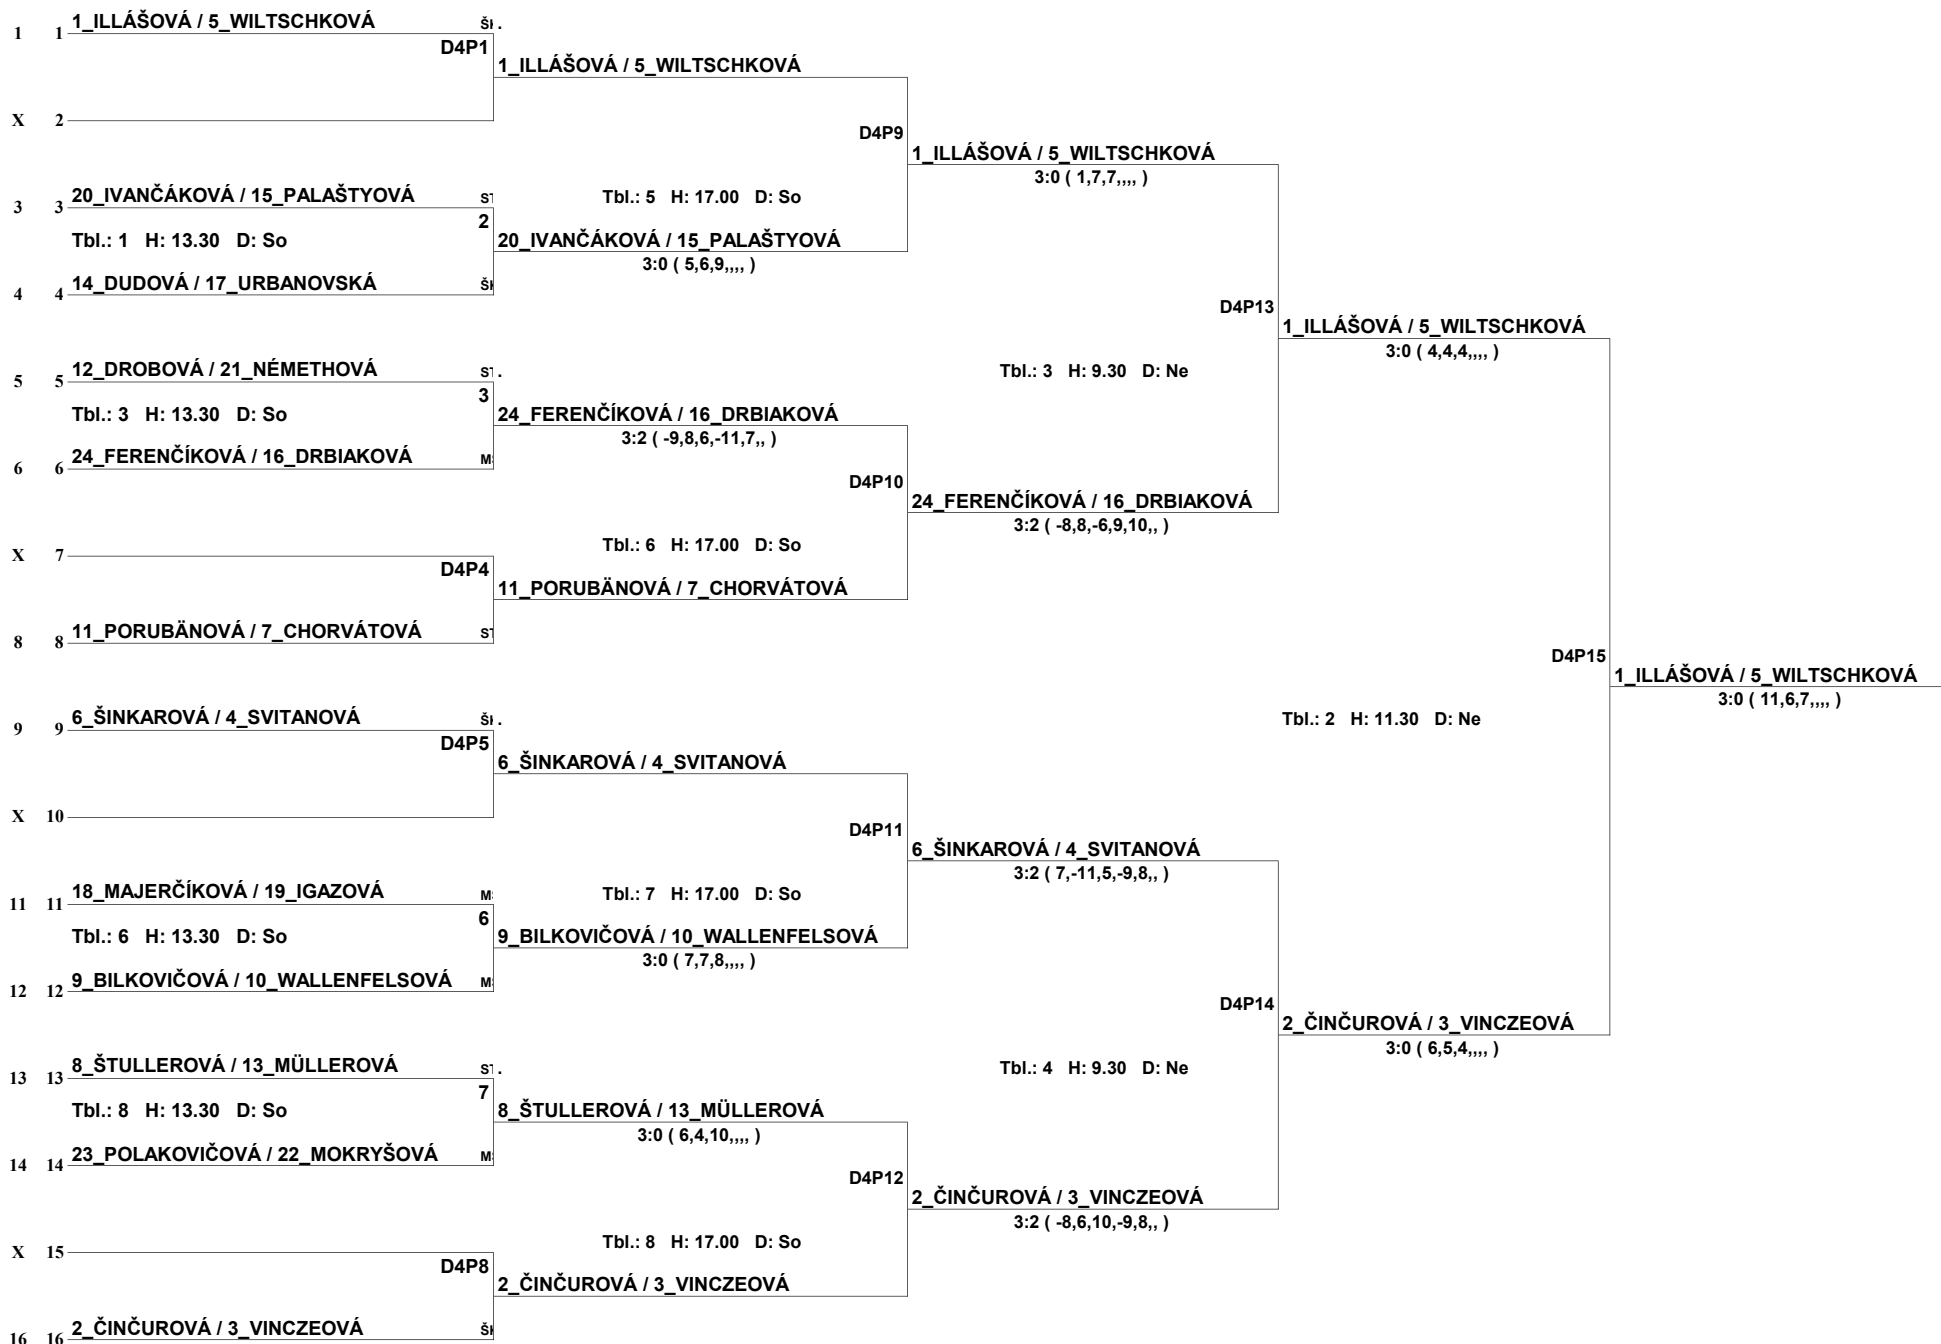 1 1 1_ILLÁŠOVÁ / 5_WILTSCHKOVÁ
D4P1
1_ILLÁŠOVÁ / 5_WILTSCHKOVÁ
X 2
D4P9
1_ILLÁŠOVÁ / 5_WILTSCHKOVÁ
3:0 ( 1,7,7,,,, )
3 3 20_IVANČÁKOVÁ / 15_PALAŠTYOVÁ
Tbl.: 5 H: 17.00 D: So
2
Tbl.: 1 H: 13.30 D: So
20_IVANČÁKOVÁ / 15_PALAŠTYOVÁ
3:0 ( 5,6,9,,,, )
4 4 14_DUDOVÁ / 17_URBANOVSKÁ
D4P13
1_ILLÁŠOVÁ / 5_WILTSCHKOVÁ
3:0 ( 4,4,4,,,, )
5 5 12_DROBOVÁ / 21_NÉMETHOVÁ
Tbl.: 3 H: 9.30 D: Ne
3
Tbl.: 3 H: 13.30 D: So
24_FERENČÍKOVÁ / 16_DRBIAKOVÁ
3:2 ( -9,8,6,-11,7,, )
6 6 24_FERENČÍKOVÁ / 16_DRBIAKOVÁ
D4P10
24_FERENČÍKOVÁ / 16_DRBIAKOVÁ
3:2 ( -8,8,-6,9,10,, )
Tbl.: 6 H: 17.00 D: So
X 7
D4P4
11_PORUBÄNOVÁ / 7_CHORVÁTOVÁ
8 8 11_PORUBÄNOVÁ / 7_CHORVÁTOVÁ
D4P15
1_ILLÁŠOVÁ / 5_WILTSCHKOVÁ
3:0 ( 11,6,7,,,, )
9 9 6_ŠINKAROVÁ / 4_SVITANOVÁ
Tbl.: 2 H: 11.30 D: Ne
D4P5
6_ŠINKAROVÁ / 4_SVITANOVÁ
X 10
D4P11
6_ŠINKAROVÁ / 4_SVITANOVÁ
3:2 ( 7,-11,5,-9,8,, )
11 11 18_MAJERČÍKOVÁ / 19_IGAZOVÁ
Tbl.: 7 H: 17.00 D: So
6
Tbl.: 6 H: 13.30 D: So
9_BILKOVIČOVÁ / 10_WALLENFELSOVÁ
3:0 ( 7,7,8,,,, )
12 12 9_BILKOVIČOVÁ / 10_WALLENFELSOVÁ
D4P14
2_ČINČUROVÁ / 3_VINCZEOVÁ
3:0 ( 6,5,4,,,, )
13 13 8_ŠTULLEROVÁ / 13_MÜLLEROVÁ
Tbl.: 4 H: 9.30 D: Ne
7
Tbl.: 8 H: 13.30 D: So
8_ŠTULLEROVÁ / 13_MÜLLEROVÁ
3:0 ( 6,4,10,,,, )
14 14 23_POLAKOVIČOVÁ / 22_MOKRYŠOVÁ
D4P12
2_ČINČUROVÁ / 3_VINCZEOVÁ
3:2 ( -8,6,10,-9,8,, )
Tbl.: 8 H: 17.00 D: So
X 15
D4P8
2_ČINČUROVÁ / 3_VINCZEOVÁ
16 16 2_ČINČUROVÁ / 3_VINCZEOVÁ